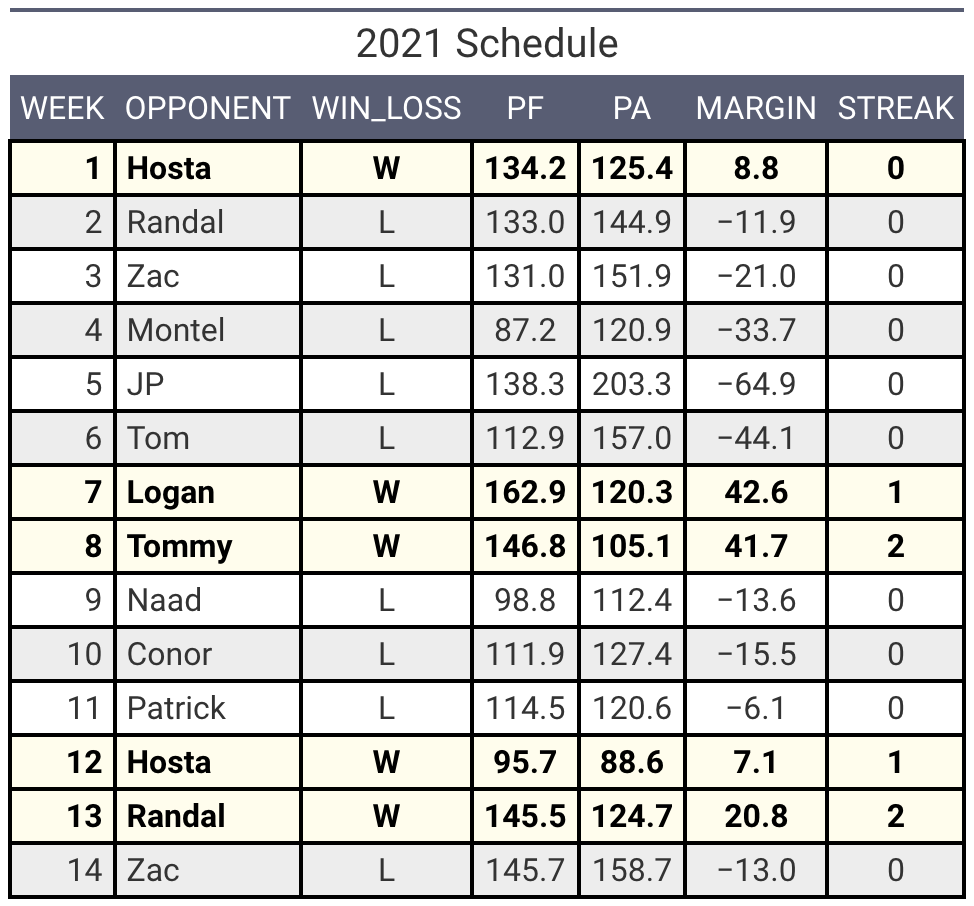 2021 Schedule
WEEK OPPONENT WIN_LOSS PF PA MARGIN STREAK
1 Hosta W 134.2 125.4 8.8 0
2 Randal L 133.0 144.9 −11.9 0
3 Zac L 131.0 151.9 −21.0 0
4 Montel L 87.2 120.9 −33.7 0
5 JP L 138.3 203.3 −64.9 0
6 Tom L 112.9 157.0 −44.1 0
7 Logan W 162.9 120.3 42.6 1
8 Tommy W 146.8 105.1 41.7 2
9 Naad L 98.8 112.4 −13.6 0
10 Conor L 111.9 127.4 −15.5 0
11 Patrick L 114.5 120.6 −6.1 0
12 Hosta W 95.7 88.6 7.1 1
13 Randal W 145.5 124.7 20.8 2
14 Zac L 145.7 158.7 −13.0 0